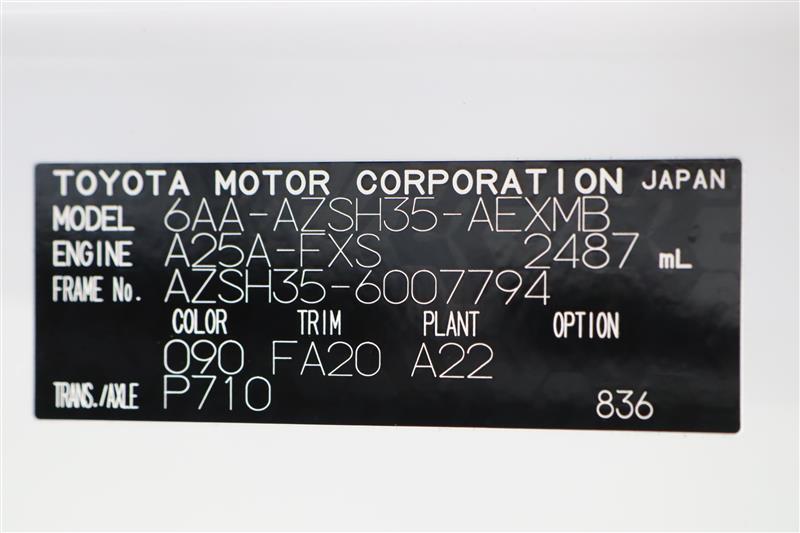 TOYOTA MOTOR CORPORATION JAPAN
MODEL 6AA-AZSH35-AEXMB
ENGINE A25A-FXS 2487 mL
FRAME No. AZSH35-6007794
COLOR TRIM PLANT OPTION
090 FA20 A22
TRANS./AXLE P710 836